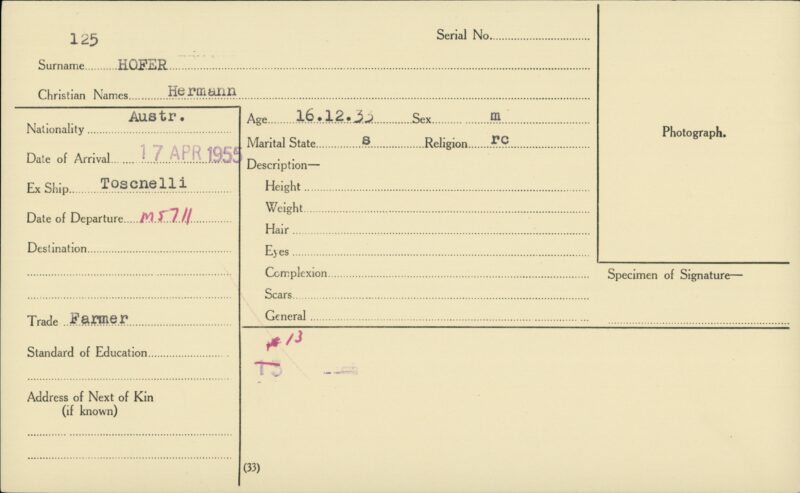 125
Serial No.
Surname HOFER
Christian Names Hermann
Nationality Austr.
Date of Arrival 17 APR 1955
Ex Ship Toscnelli
Date of Departure M5711
Destination
Trade Farmer
Standard of Education
Address of Next of Kin
(if known)
Age 16.12.33 Sex m
Marital State s Religion rc
Description—
Height
Weight
Hair
Eyes
Complexion
Scars
General
13
(33)
Photograph.
Specimen of Signature—